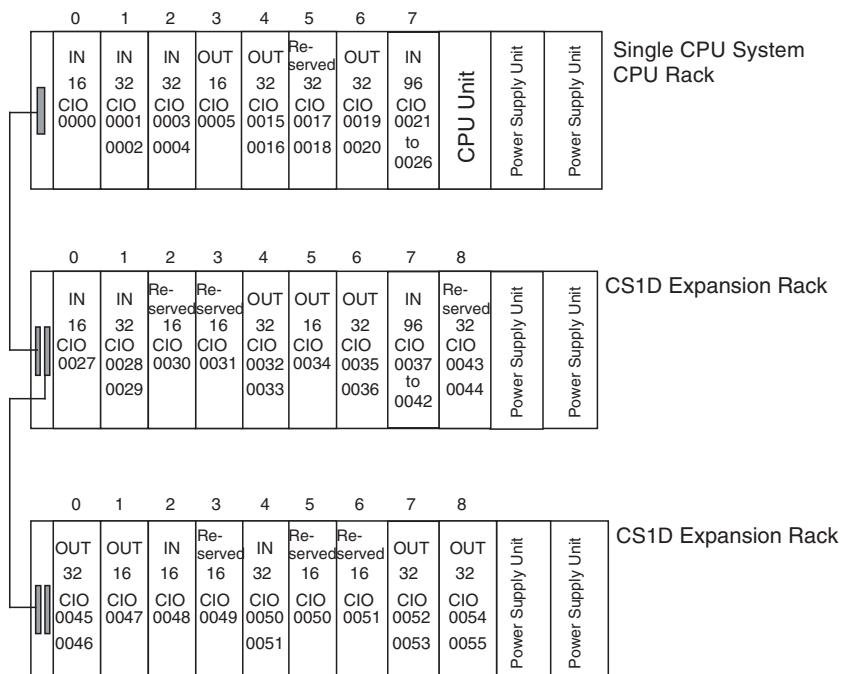 0 1 2 3 4 5 6 7
IN IN IN OUT OUT Re-served OUT IN
16 32 32 16 32 32 32 96
CIO CIO CIO CIO CIO CIO CIO CIO
0000 0001 0003 0005 0015 0017 0019 0021
0002 0004 0016 0018 0020 to
0026
CPU Unit
Power Supply Unit
Power Supply Unit
Single CPU System
CPU Rack
0 1 2 3 4 5 6 7 8
IN IN Re-served Re-served OUT OUT OUT IN Re-served
16 32 16 16 32 16 32 96 32
CIO CIO CIO CIO CIO CIO CIO CIO CIO
0027 0028 0030 0031 0032 0034 0035 0037 0043
0029 0033 0036 to 0044
0042
Power Supply Unit
Power Supply Unit
CS1D Expansion Rack
0 1 2 3 4 5 6 7 8
OUT OUT IN Re-served IN Re-served Re-served OUT OUT
32 16 16 16 32 16 16 32 32
CIO CIO CIO CIO CIO CIO CIO CIO CIO
0045 0047 0048 0049 0050 0050 0051 0052 0054
0046 0051 0053 0055
Power Supply Unit
Power Supply Unit
CS1D Expansion Rack